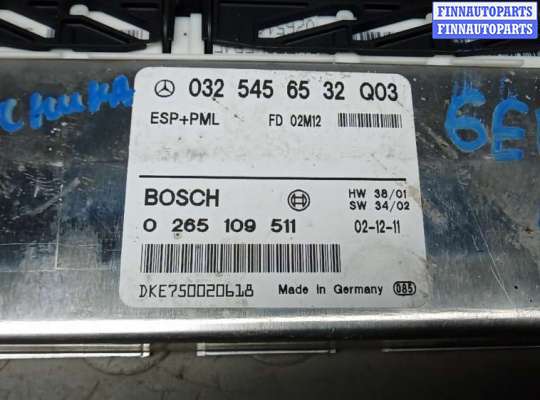 FINNAUTOPARTS
FINNAUTOPARTS
032 545 65 32 Q03
ESP+PML FD 02M12
BOSCH HW 38/01
SW 34/02
0 265 109 511 02-12-11
DKE750020618 Made in Germany 085